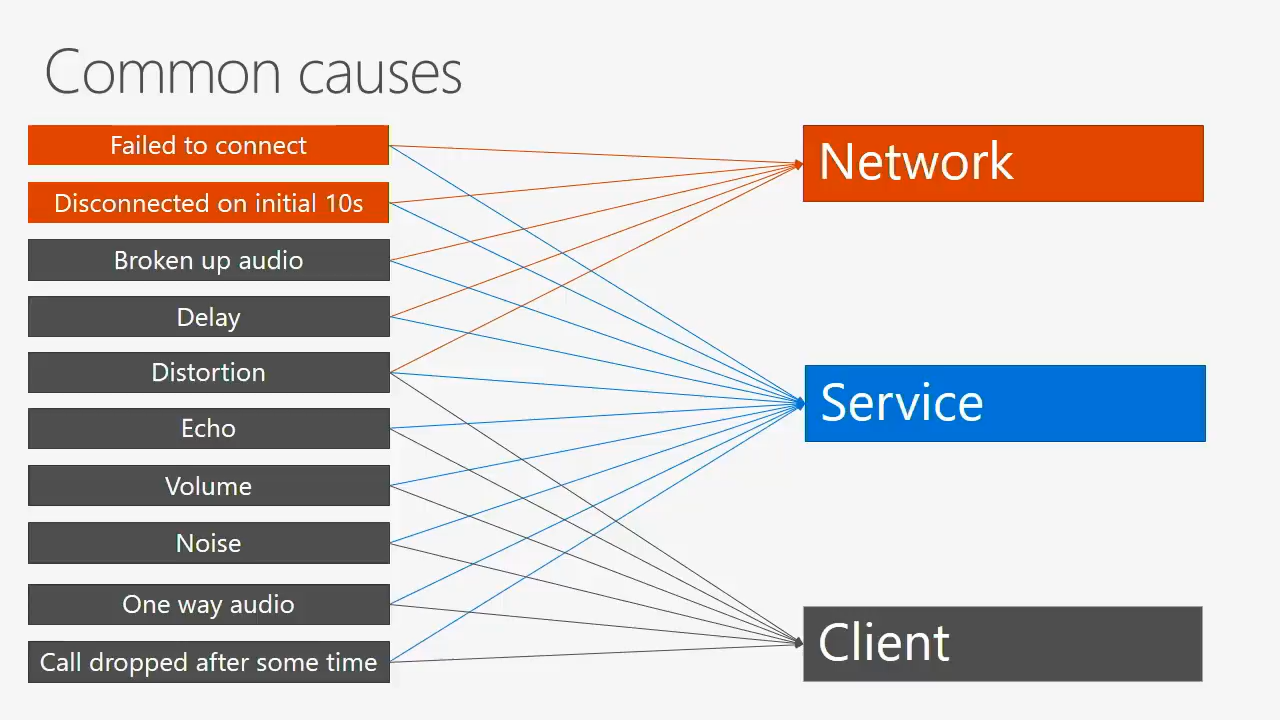 Common causes
Failed to connect
Disconnected on initial 10s
Broken up audio
Delay
Distortion
Echo
Volume
Noise
One way audio
Call dropped after some time
Network
Service
Client